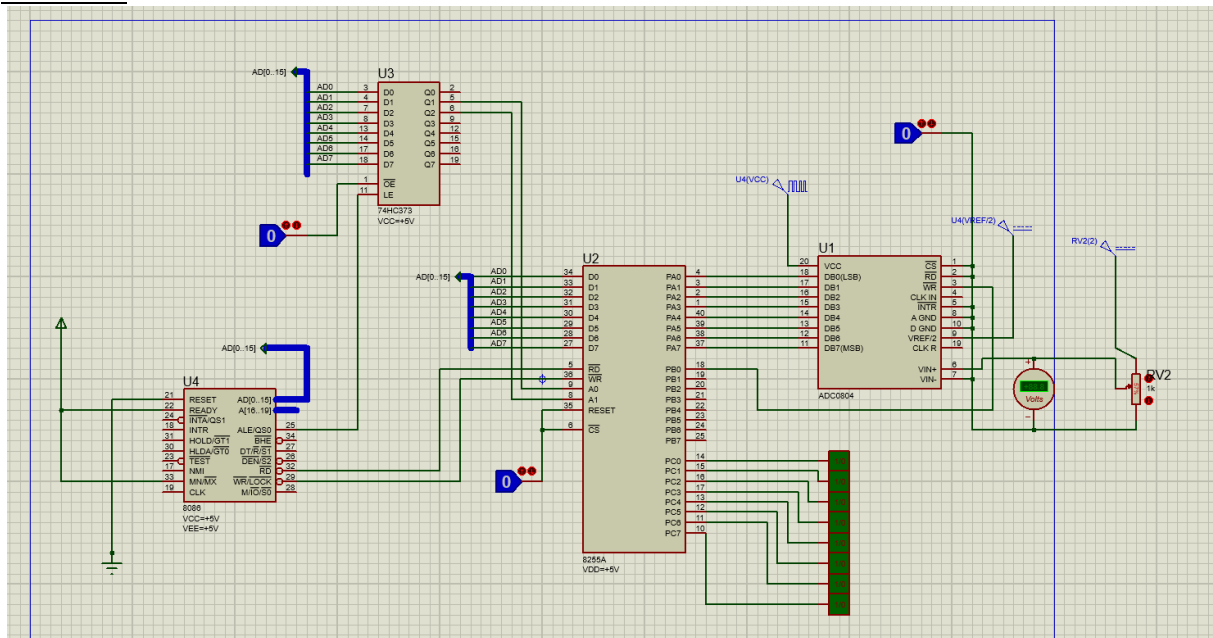 AD[0..15]
U3
AD0 3 D0 Q0 2
AD1 4 D1 Q1 5
AD2 7 D2 Q2 6
AD3 8 D3 Q3 9
AD4 13 D4 Q4 12
AD5 14 D5 Q5 15
AD6 17 D6 Q6 16
AD7 18 D7 Q7 19
1 OE
11 LE
74HC373
VCC=+5V
0
0
U4(VCC)
U4(VREF/2)
RV2(2)
AD[0..15]
U2
AD0 34 D0 PA0 4
AD1 33 D1 PA1 3
AD2 32 D2 PA2 2
AD3 31 D3 PA3 1
AD4 30 D4 PA4 40
AD5 29 D5 PA5 39
AD6 28 D6 PA6 38
AD7 27 D7 PA7 37
5 RD PB0 18
36 WR PB1 19
9 A0 PB2 20
8 A1 PB3 21
35 RESET PB4 22
PB5 23
6 CS PB6 24
PB7 25
PC0 14
PC1 15
PC2 16
PC3 17
PC4 13
PC5 12
PC6 11
PC7 10
8255A
VDD=+5V
0
U1
20 VCC CS 1
18 DB0(LSB) RD 2
17 DB1 WR 3
16 DB2 CLK IN 4
15 DB3 INTR 5
14 DB4 A GND 8
13 DB5 D GND 10
12 DB6 VREF/2 9
11 DB7(MSB) CLK R 19
VIN+ 6
VIN- 7
ADC0804
Volts
RV2
1k
AD[0..15]
U4
21 RESET AD[0..15]
22 READY A[16..19]
24 INTA/QS1
18 INTR ALE/QS0 25
31 HOLD/GT1 BHE 34
30 HLDA/GT0 DT/R/S1 27
23 TEST DEN/S2 26
17 NMI RD 32
33 MN/MX WR/LOCK 29
19 CLK M/IO/S0 28
8086
VCC=+5V
VEE=+5V